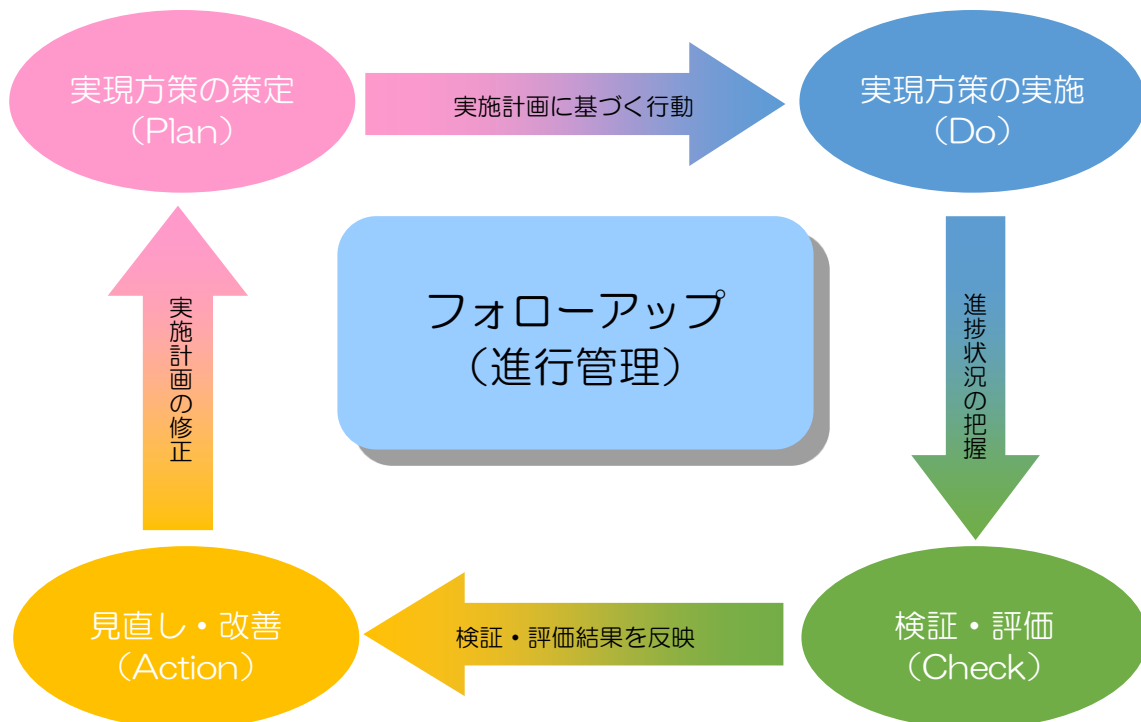 実現方策の策定
（Plan）
実施計画に基づく行動
実現方策の実施
（Do）
実施計画の修正
フォローアップ
（進行管理）
進捗状況の把握
見直し・改善
（Action）
検証・評価結果を反映
検証・評価
（Check）